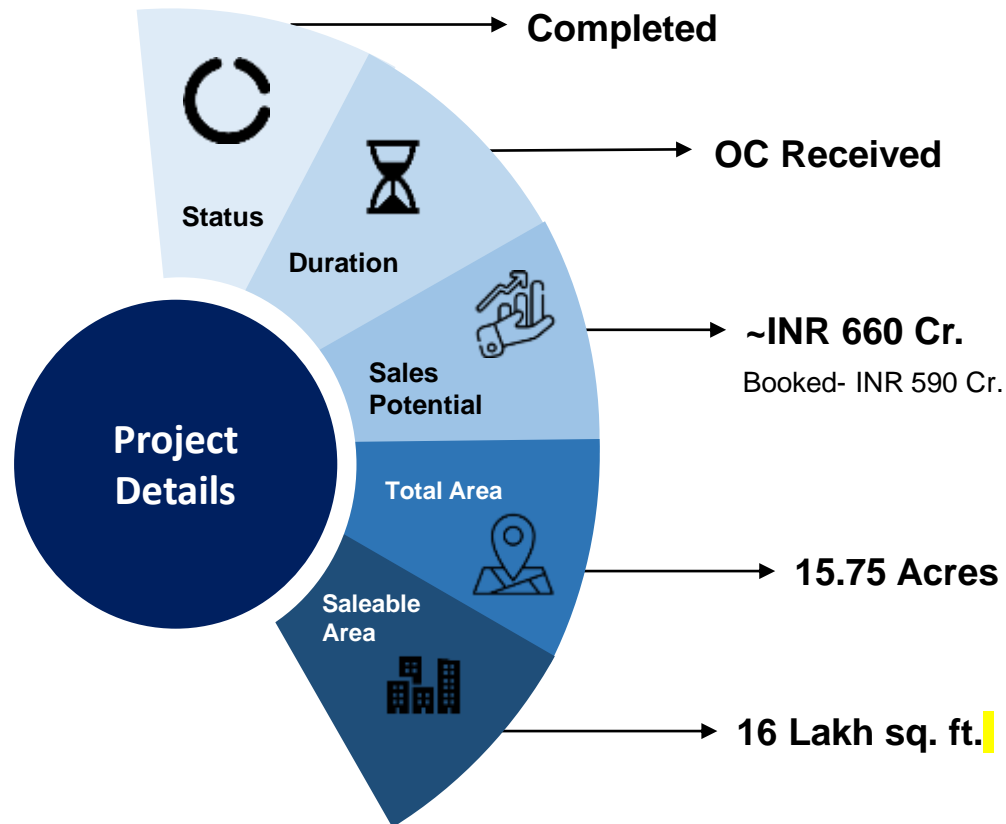 Completed
Status
OC Received
Duration
~INR 660 Cr.
Booked- INR 590 Cr.
Sales
Potential
Project
Details
Total Area
15.75 Acres
Saleable
Area
16 Lakh sq. ft.